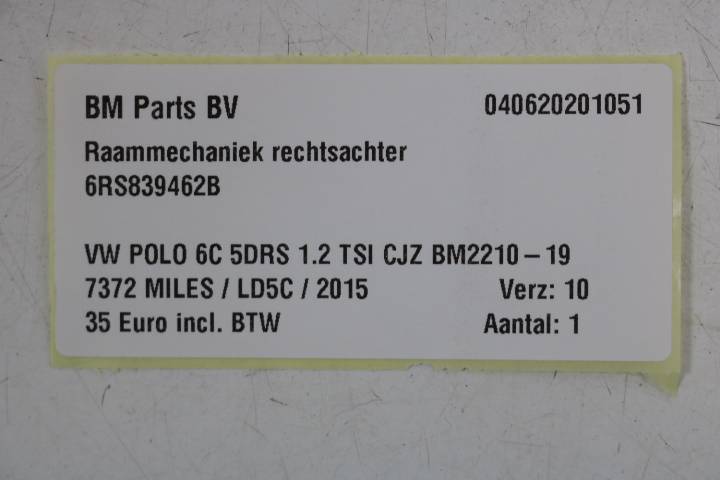 BM Parts BV 040620201051
Raammechaniek rechtsachter
6RS839462B
VW POLO 6C 5DRS 1.2 TSI CJZ BM2210-19
7372 MILES / LD5C / 2015 Verz: 10
35 Euro incl. BTW Aantal: 1